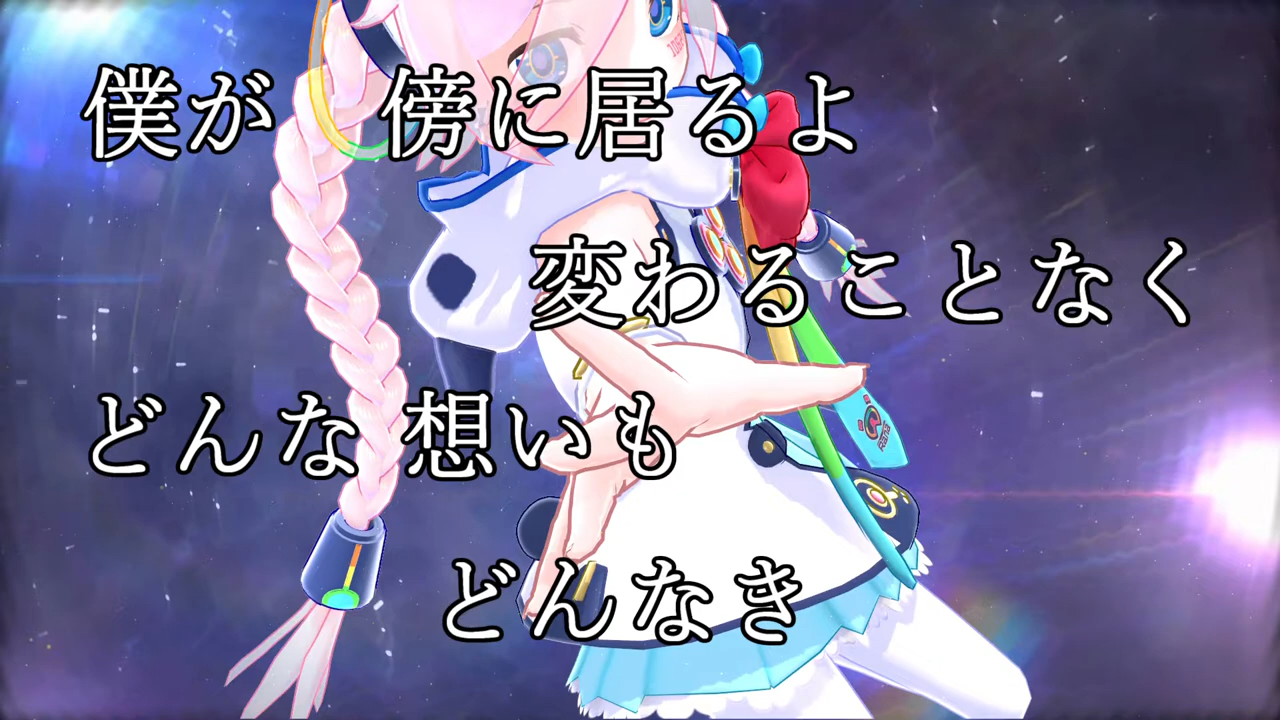 僕が 傍に居るよ
変わることなく
どんな 想いも
どんなき